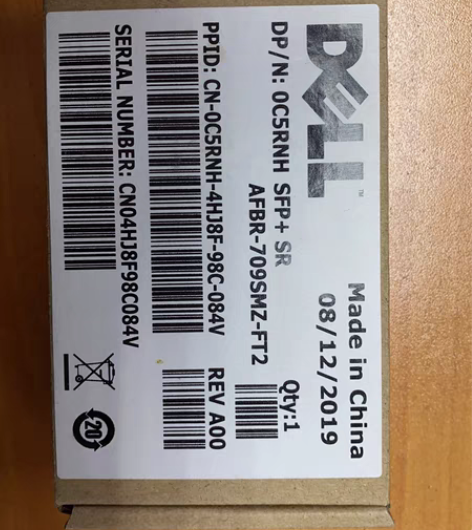 DELL™
Made in China
08/12/2019
DP/N: 0C5RNH SFP+ SR
AFBR-709SMZ-FT2
Qty:1
PPID: CN-0C5RNH-4HJ8F-98C-084V
REV A00
SERIAL NUMBER: CN04HJ8F98C084V
20